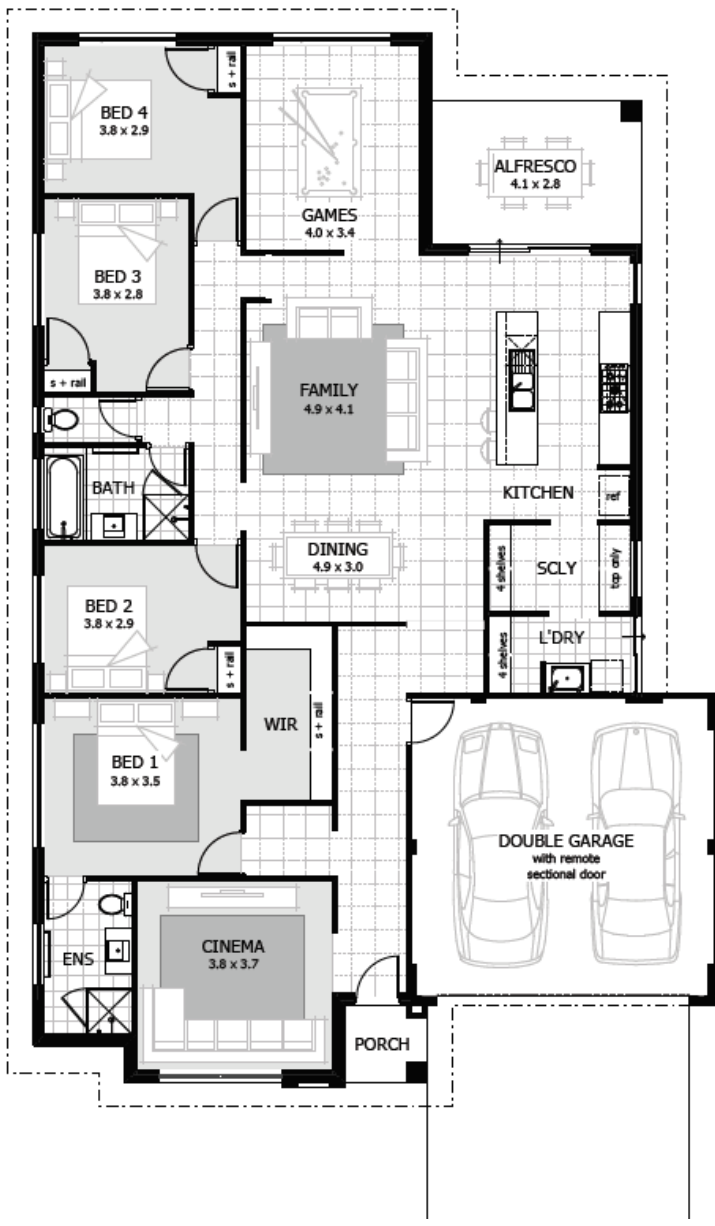 s + rail
BED 4
3.8 x 2.9
ALFRESCO
4.1 x 2.8
GAMES
4.0 x 3.4
BED 3
3.8 x 2.8
s + rail
FAMILY
4.9 x 4.1
BATH
KITCHEN
ref
DINING
4.9 x 3.0
4 shelves
SCLY
top only
BED 2
3.8 x 2.9
s + rail
4 shelves
L'DRY
WIR
s + rail
BED 1
3.8 x 3.5
DOUBLE GARAGE
with remote
sectional door
CINEMA
3.8 x 3.7
ENS
PORCH